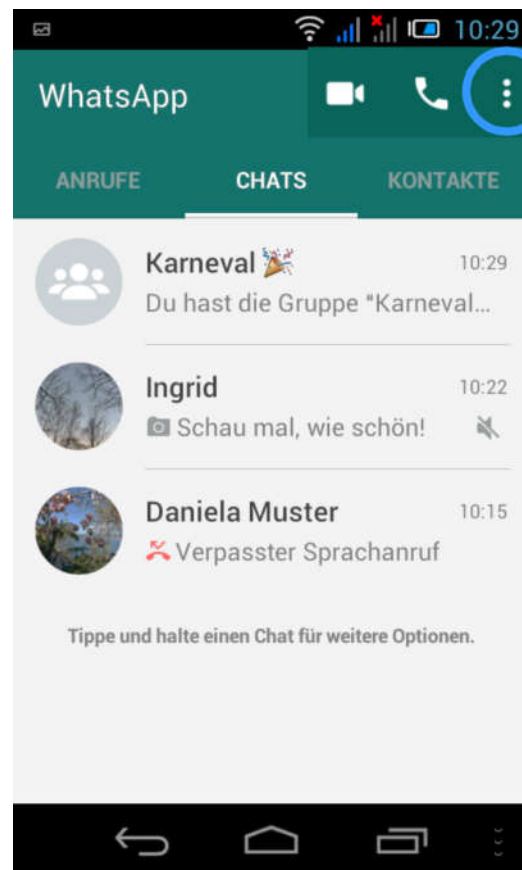 10:29
WhatsApp
ANRUFE CHATS KONTAKTE
Karneval 🎉 10:29
Du hast die Gruppe "Karneval...
Ingrid 10:22
Schau mal, wie schön!
Daniela Muster 10:15
Verpasster Sprachanruf
Tippe und halte einen Chat für weitere Optionen.